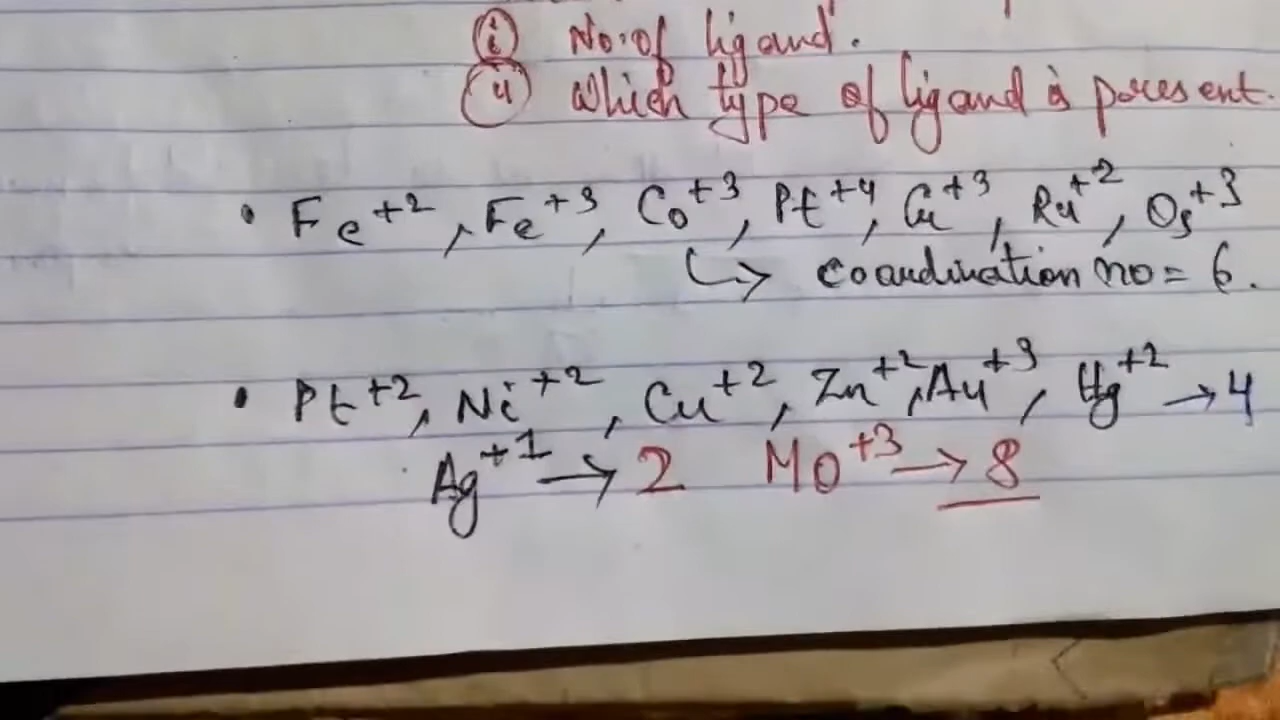 (i) No. of ligand.
(ii) which type of ligand is present.
• Fe+2, Fe+3, Co+3, Pt+4, Cr+3, Ru+2, Os+3
↳ coordination no = 6.
• Pt+2, Ni+2, Cu+2, Zn+2, Au+3, Hg+2 → 4
Ag+1 → 2 Mo+3 → 8